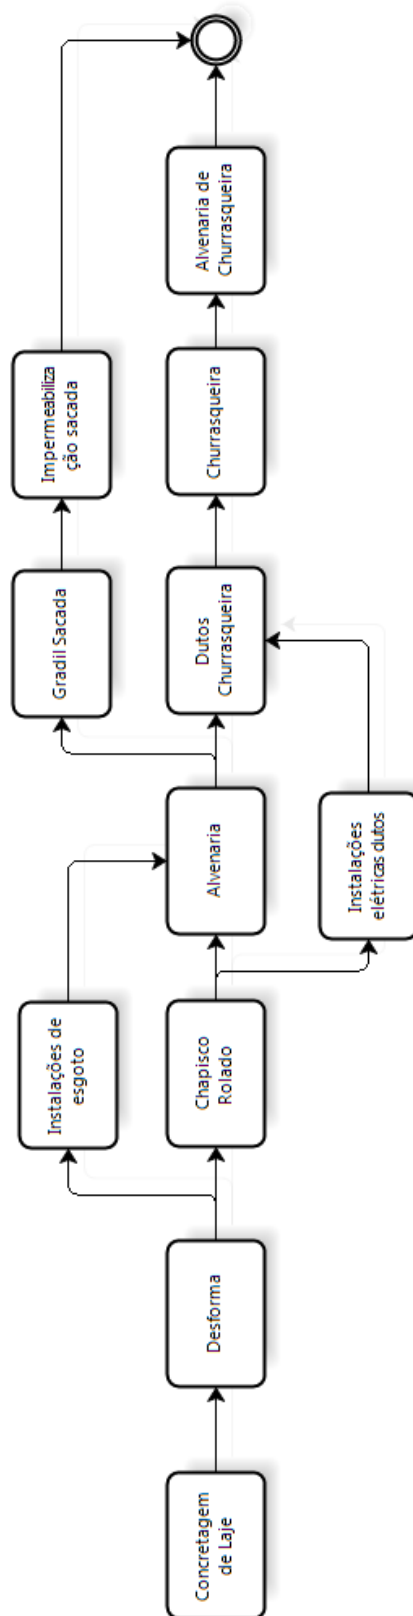 Concretagem
de Laje
Desforma
Instalações de
esgoto
Chapisco
Rolado
Alvenaria
Instalações
elétricas dutos
Gradil Sacada
Dutos
Churrasqueira
Impermeabiliza
ção sacada
Churrasqueira
Alvenaria de
Churrasqueira